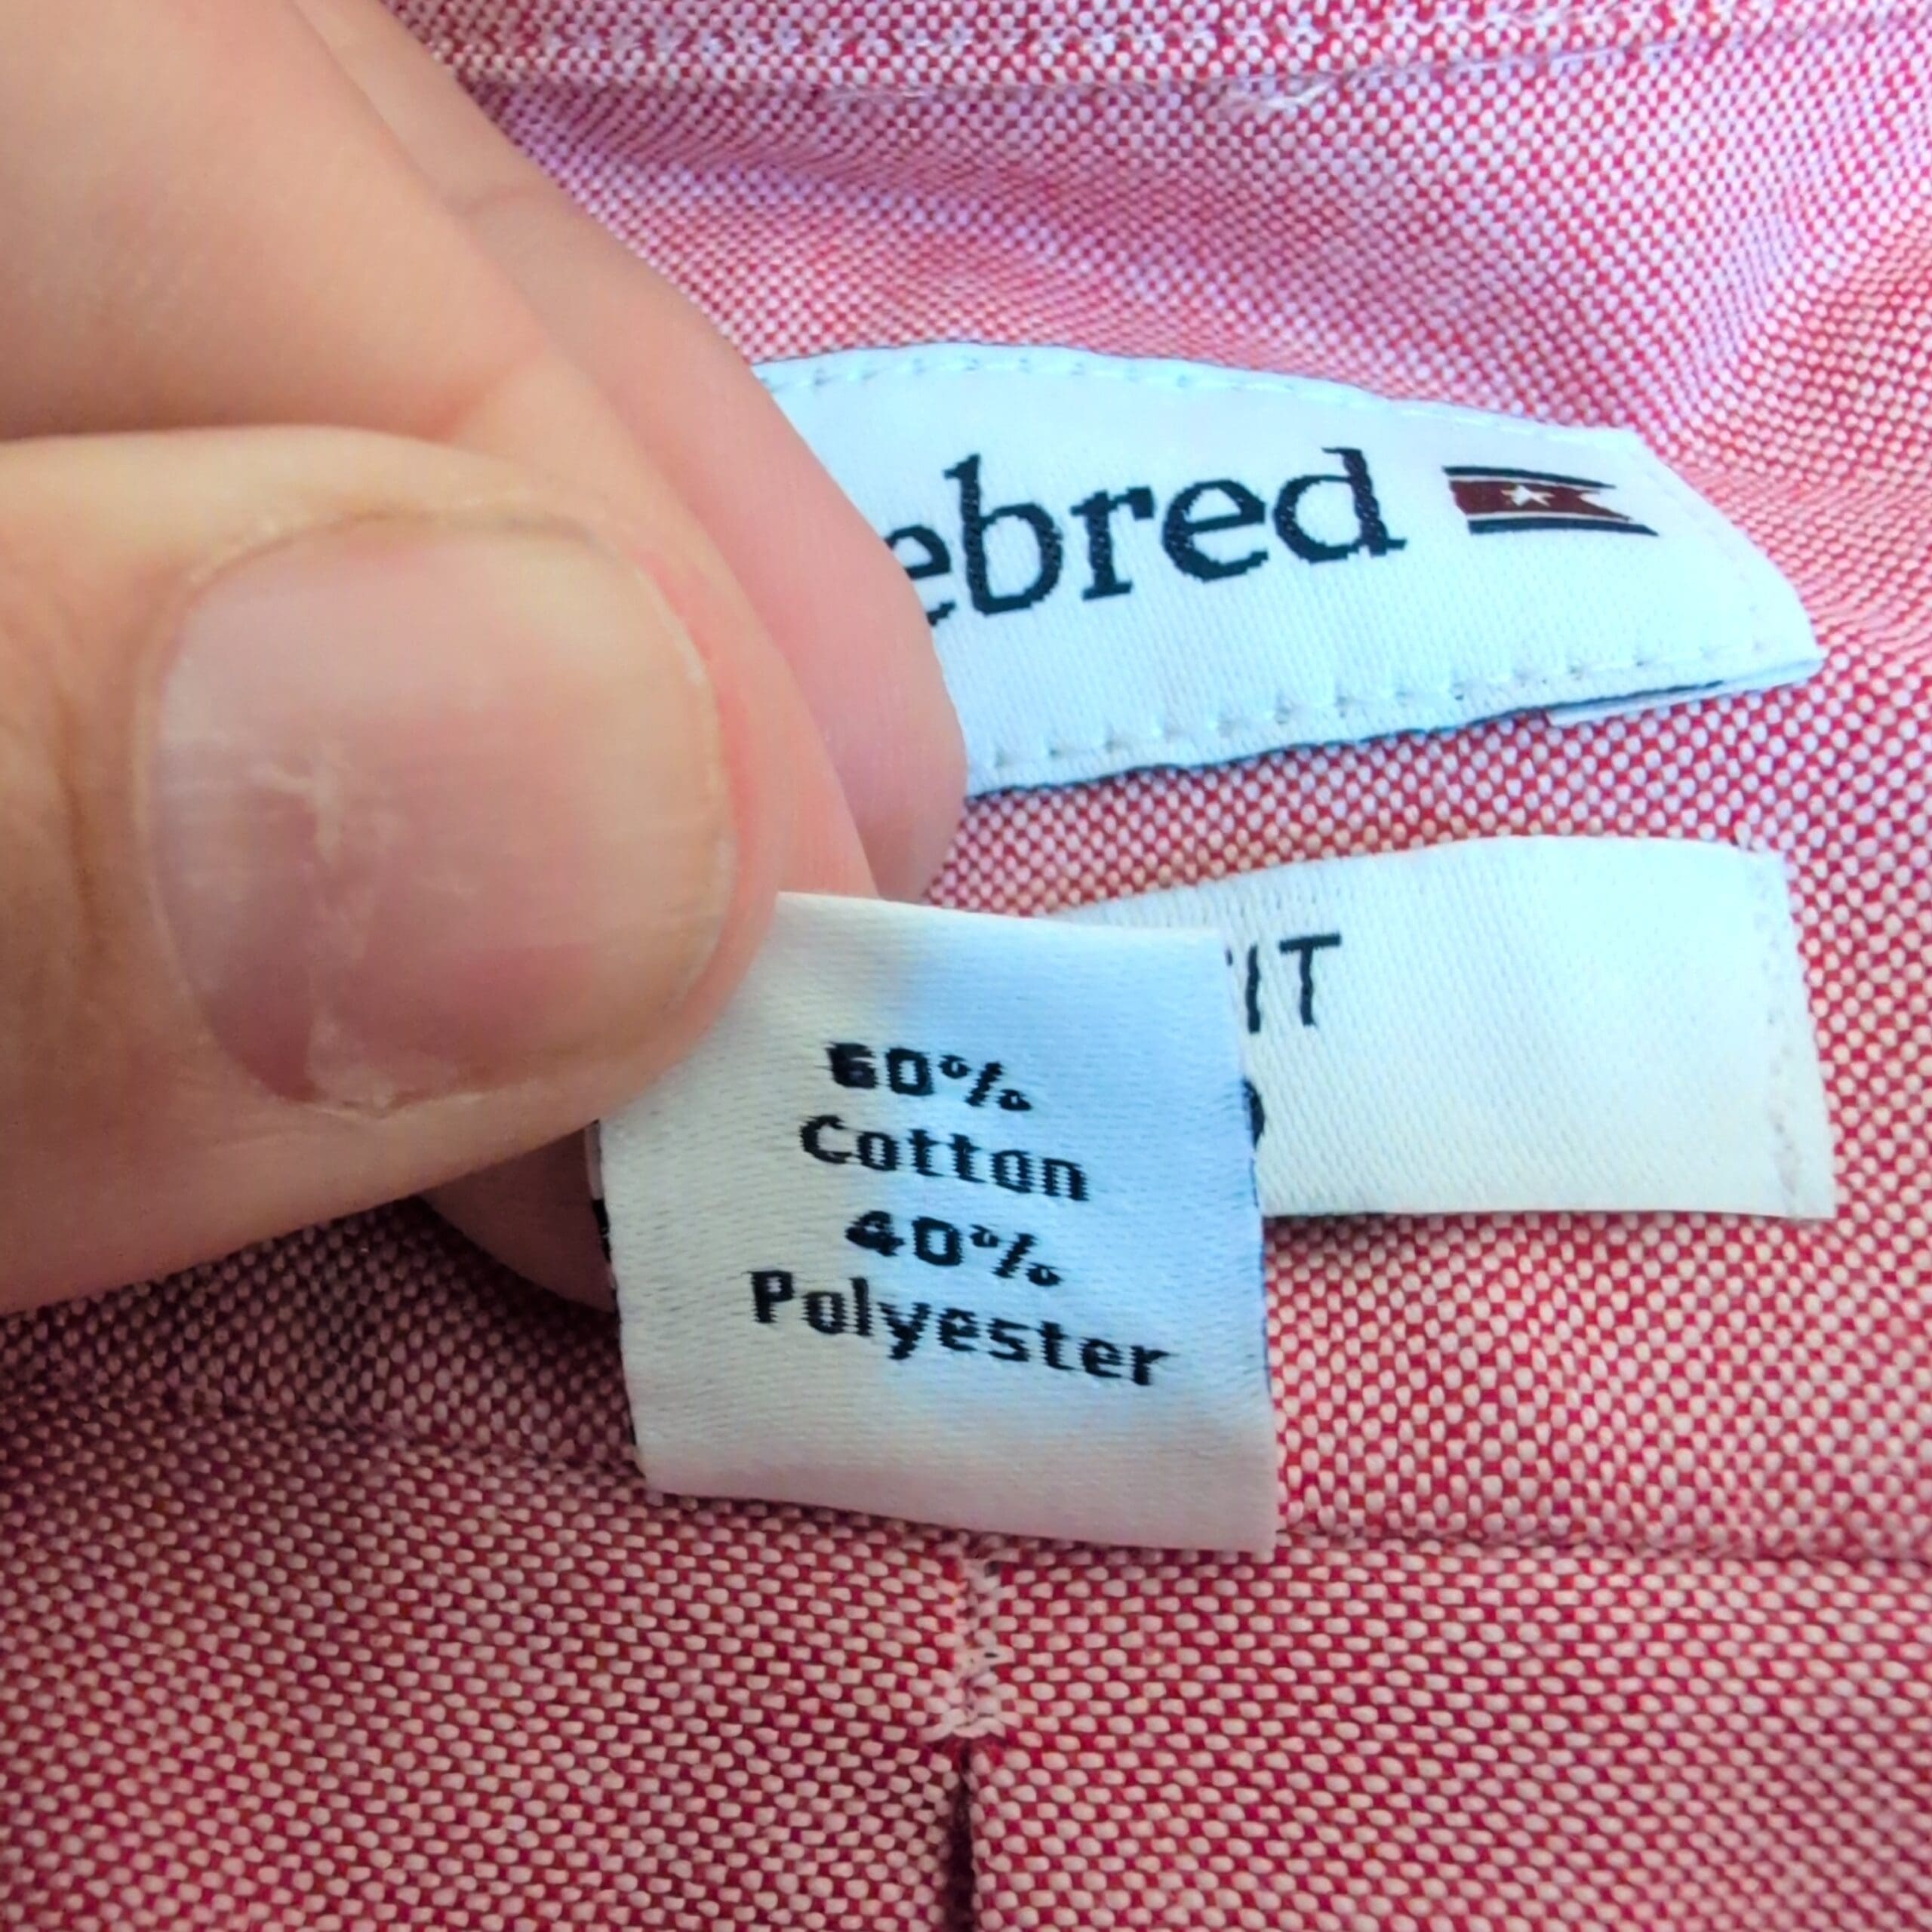 ebred
IT
60%
Cotton
40%
Polyester